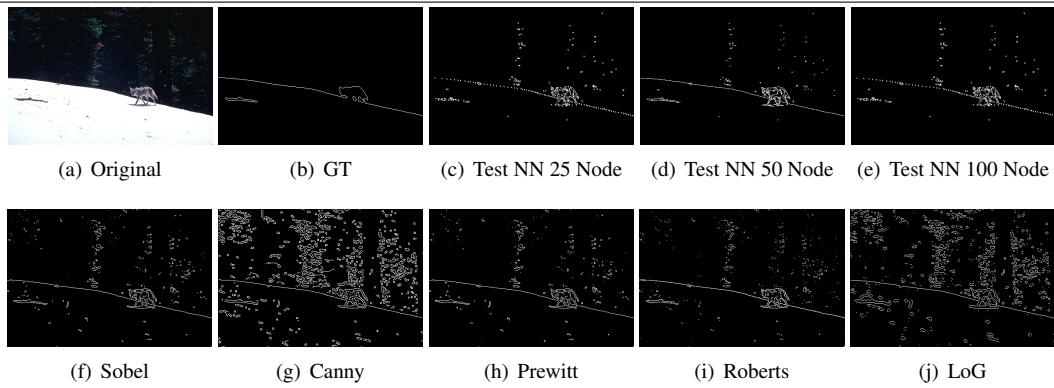 (a) Original (b) GT (c) Test NN 25 Node (d) Test NN 50 Node (e) Test NN 100 Node
(f) Sobel (g) Canny (h) Prewitt (i) Roberts (j) LoG